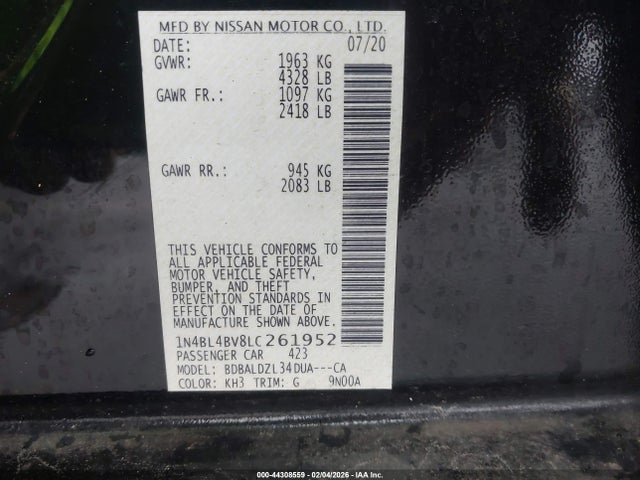 MFD BY NISSAN MOTOR CO., LTD.
DATE: 07/20
GVWR: 1963 KG
4328 LB
GAWR FR.: 1097 KG
2418 LB
GAWR RR.: 945 KG
2083 LB
THIS VEHICLE CONFORMS TO
ALL APPLICABLE FEDERAL
MOTOR VEHICLE SAFETY,
BUMPER, AND THEFT
PREVENTION STANDARDS IN
EFFECT ON THE DATE OF
MANUFACTURE SHOWN ABOVE.
1N4BL4BV8LC261952
PASSENGER CAR 423
MODEL: BDBALDZL34DUA---CA
COLOR: KH3 TRIM: G 9N00A
000-44308559 - 02/04/2026 - IAA Inc.